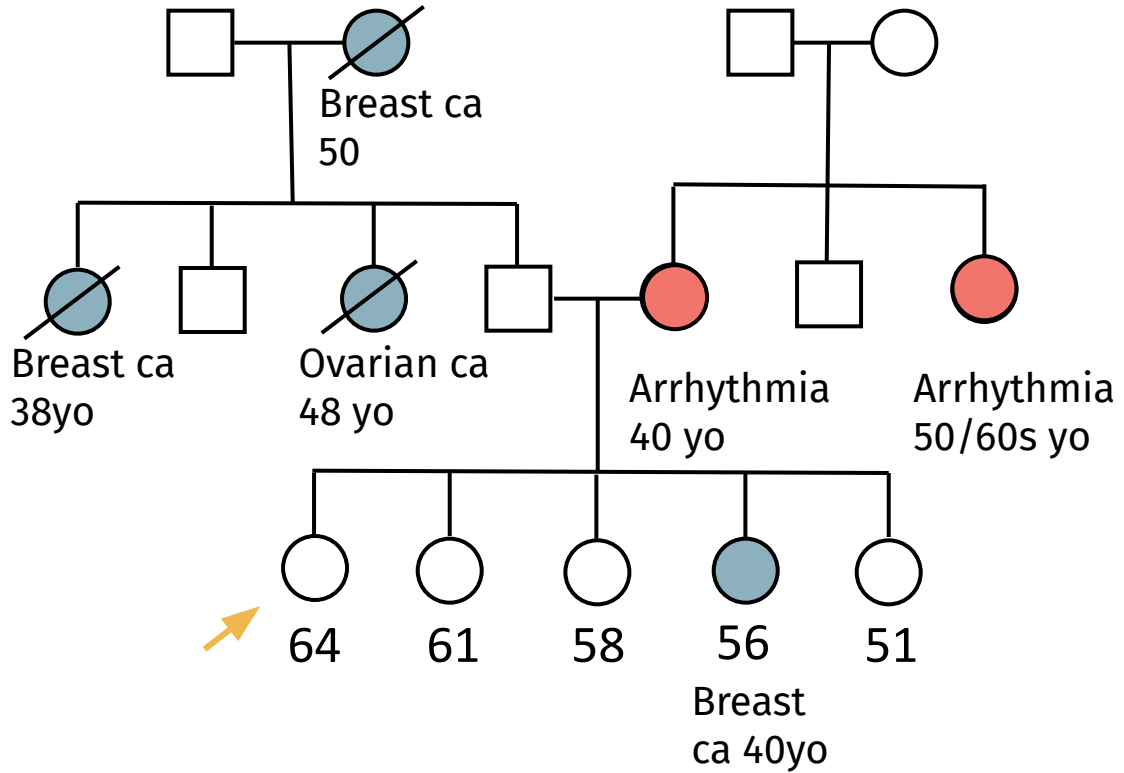 Breast ca
50
Breast ca
38yo
Ovarian ca
48 yo
Arrhythmia
40 yo
Arrhythmia
50/60s yo
64
61
58
56
51
Breast
ca 40yo